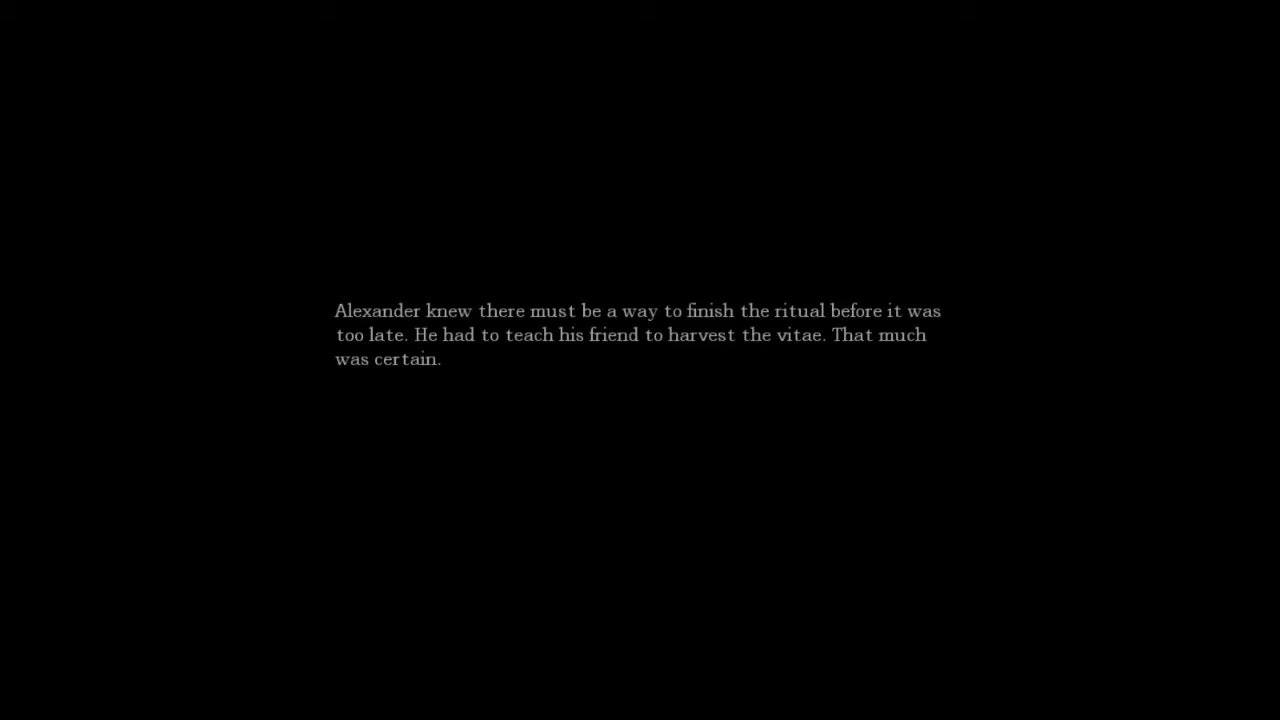 Alexander knew there must be a way to finish the ritual before it was
too late. He had to teach his friend to harvest the vitae. That much
was certain.